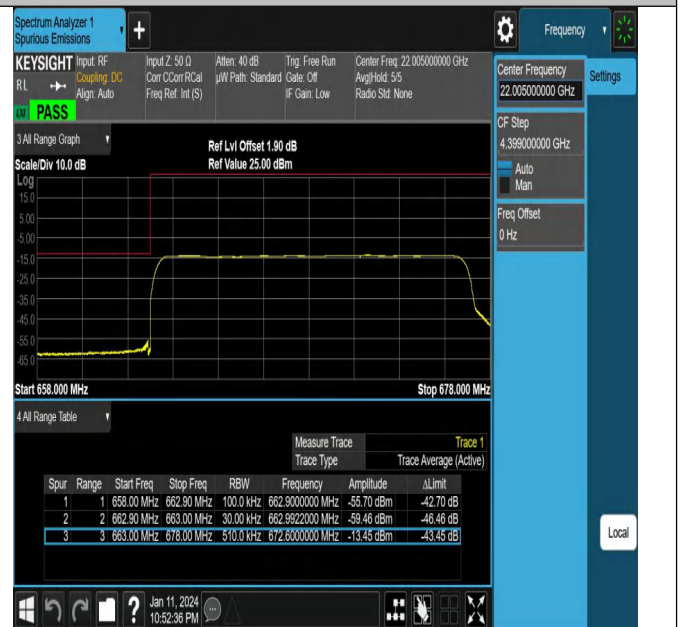 Spectrum Analyzer 1
Spurious Emissions
Frequency
KEYSIGHT Input: RF Input Z: 50 Ω Atten: 40 dB Trig: Free Run Center Freq: 22.005000000 GHz
RL Coupling: DC Corr CCorr RCal µW Path: Standard Gate: Off Avg|Hold: 5/5
Align: Auto Freq Ref: Int (S) IF Gain: Low Radio Std: None
LXI PASS
Center Frequency
22.005000000 GHz
Settings
CF Step
4.399000000 GHz
Auto
Man
Freq Offset
0 Hz
3 All Range Graph
Ref Lvl Offset 1.90 dB
Scale/Div 10.0 dB Ref Value 25.00 dBm
Log
15.0
5.00
-5.00
-15.0
-25.0
-35.0
-45.0
-55.0
-65.0
Start 658.000 MHz Stop 678.000 MHz
4 All Range Table
Measure Trace Trace 1
Trace Type Trace Average (Active)
Spur Range Start Freq Stop Freq RBW Frequency Amplitude ΔLimit
1 1 658.00 MHz 662.90 MHz 100.0 kHz 662.9000000 MHz -55.70 dBm -42.70 dB
2 2 662.90 MHz 663.00 MHz 30.00 kHz 662.9922000 MHz -59.46 dBm -46.46 dB
3 3 663.00 MHz 678.00 MHz 510.0 kHz 672.6000000 MHz -13.45 dBm -43.45 dB
Local
? Jan 11, 2024
10:52:36 PM